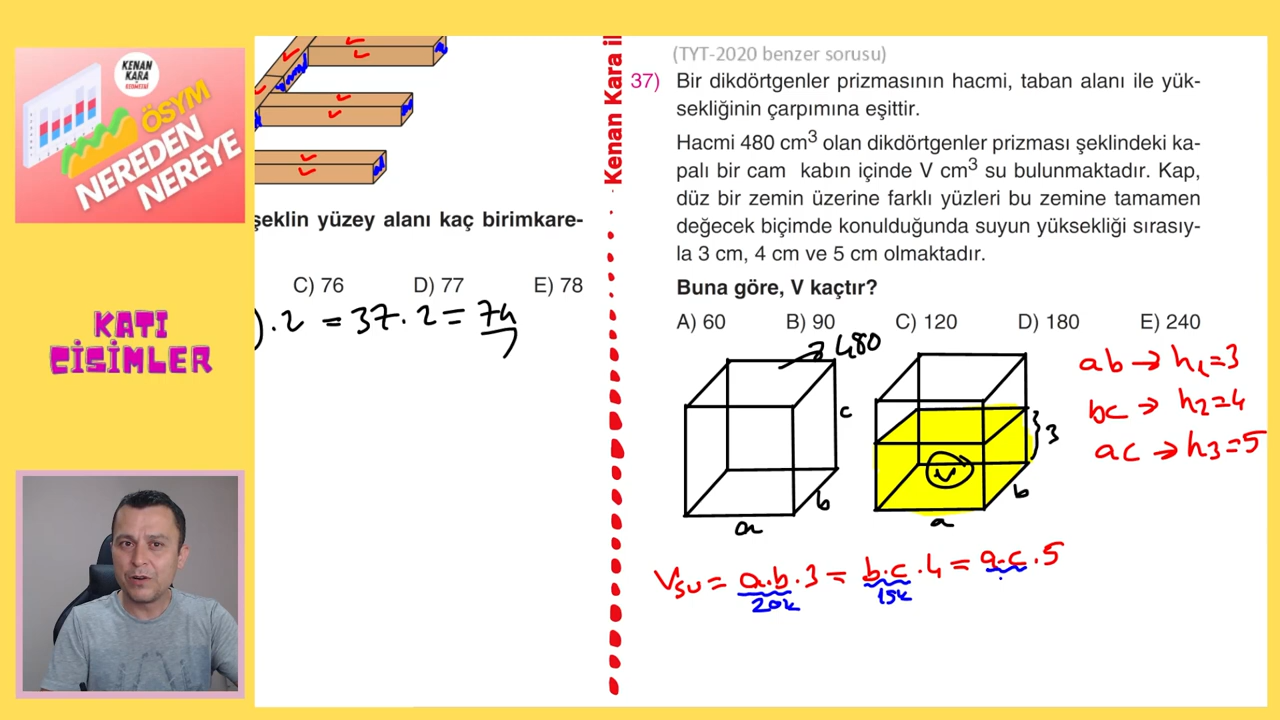 KENAN
KARA
ÖSYM
NEREDEN
NEREYE
KATI
CİSİMLER
şeklin yüzey alanı kaç birimkare-
C) 76 D) 77 E) 78
).2 = 37.2 = 74
Kenan Kara il
(TYT-2020 benzer sorusu)
37) Bir dikdörtgenler prizmasının hacmi, taban alanı ile yük-
sekliğinin çarpımına eşittir.
Hacmi 480 cm³ olan dikdörtgenler prizması şeklindeki ka-
palı bir cam kabın içinde V cm³ su bulunmaktadır. Kap,
düz bir zemin üzerine farklı yüzleri bu zemine tamamen
değecek biçimde konulduğunda suyun yüksekliği sırasıy-
la 3 cm, 4 cm ve 5 cm olmaktadır.
Buna göre, V kaçtır?
A) 60 B) 90 C) 120 D) 180 E) 240
480
c
b
a
3
V
b
a
ab → h₁=3
bc → h₂=4
ac → h₃=5
Vsu = a.b.3 = b.c.4 = a.c.5
20k 15k